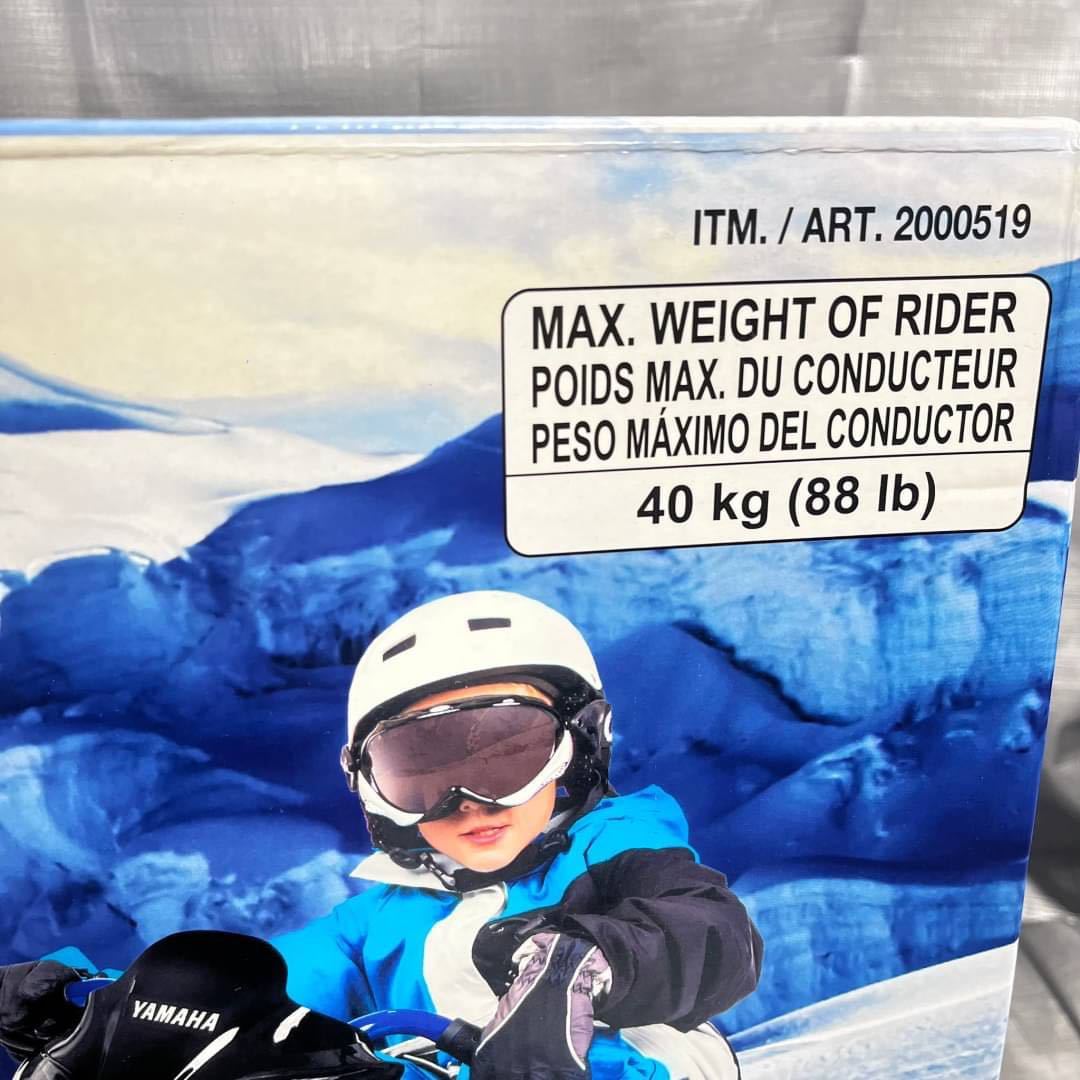 ITM. / ART. 2000519
MAX. WEIGHT OF RIDER
POIDS MAX. DU CONDUCTEUR
PESO MÁXIMO DEL CONDUCTOR
40 kg (88 lb)
YAMAHA